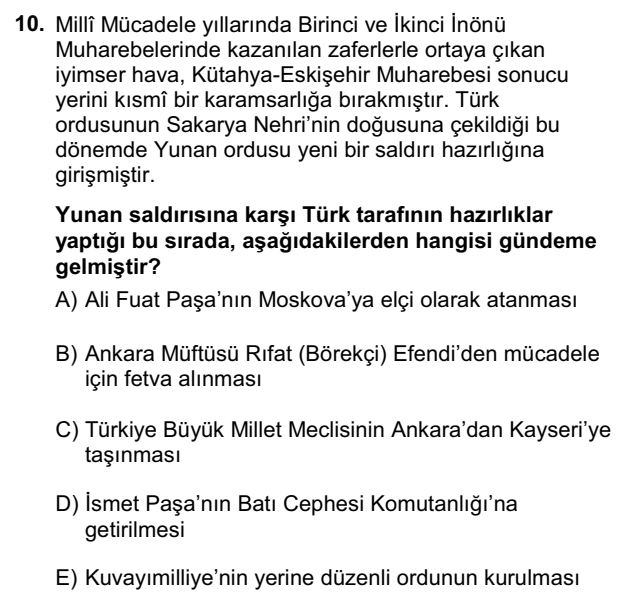 10. Millî Mücadele yıllarında Birinci ve İkinci İnönü
Muharebelerinde kazanılan zaferlerle ortaya çıkan
iyimser hava, Kütahya-Eskişehir Muharebesi sonucu
yerini kısmî bir karamsarlığa bırakmıştır. Türk
ordusunun Sakarya Nehri’nin doğusuna çekildiği bu
dönemde Yunan ordusu yeni bir saldırı hazırlığına
girişmiştir.
Yunan saldırısına karşı Türk tarafının hazırlıklar
yaptığı bu sırada, aşağıdakilerden hangisi gündeme
gelmiştir?
A) Ali Fuat Paşa’nın Moskova’ya elçi olarak atanması
B) Ankara Müftüsü Rıfat (Börekçi) Efendi’den mücadele
için fetva alınması
C) Türkiye Büyük Millet Meclisinin Ankara’dan Kayseri’ye
taşınması
D) İsmet Paşa’nın Batı Cephesi Komutanlığı’na
getirilmesi
E) Kuvayımilliye’nin yerine düzenli ordunun kurulması